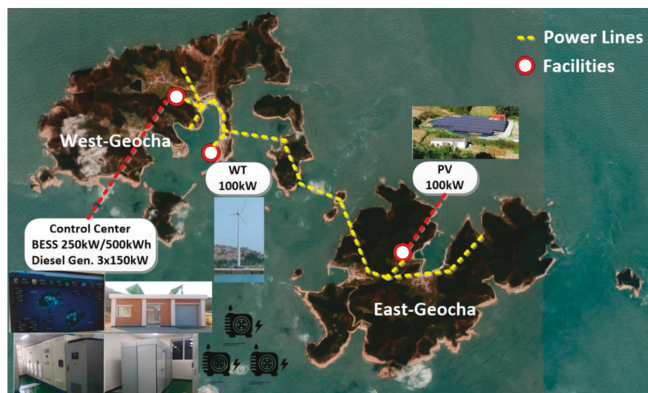 Power Lines
Facilities
West-Geocha
WT
100kW
PV
100kW
Control Center
BESS 250kW/500kWh
Diesel Gen. 3x150kW
East-Geocha